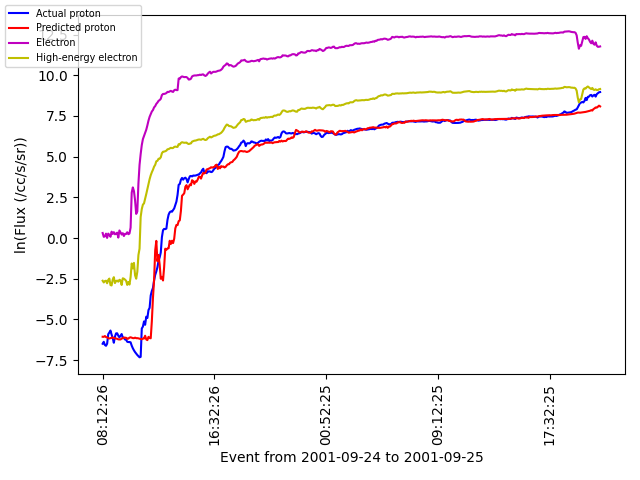 Actual proton
Predicted proton
Electron
High-energy electron
12.5
10.0
7.5
5.0
2.5
0.0
−2.5
−5.0
−7.5
ln(Flux (/cc/s/sr))
08:12:26
16:32:26
00:52:25
09:12:25
17:32:25
Event from 2001-09-24 to 2001-09-25